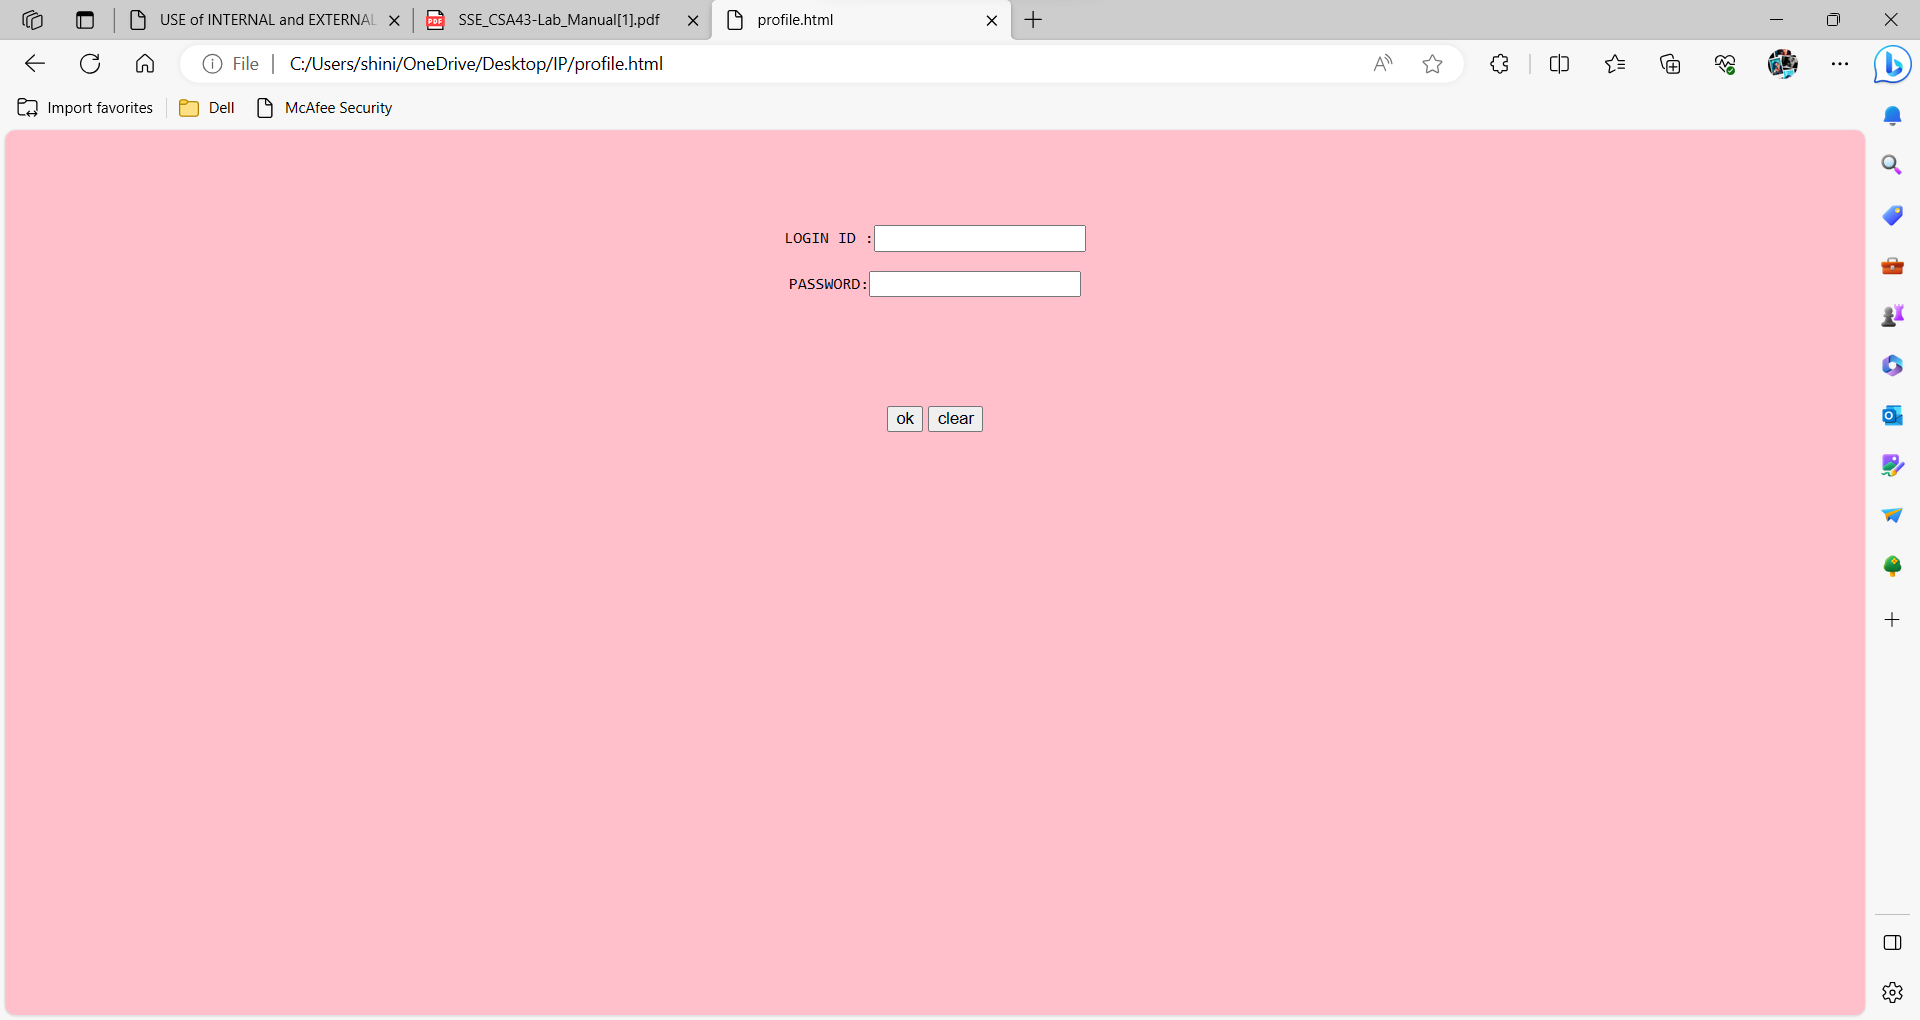 USE of INTERNAL and EXTERNAL
SSE_CSA43-Lab_Manual[1].pdf
profile.html
File
C:/Users/shini/OneDrive/Desktop/IP/profile.html
Import favorites
Dell
McAfee Security
LOGIN ID :
PASSWORD:
ok clear